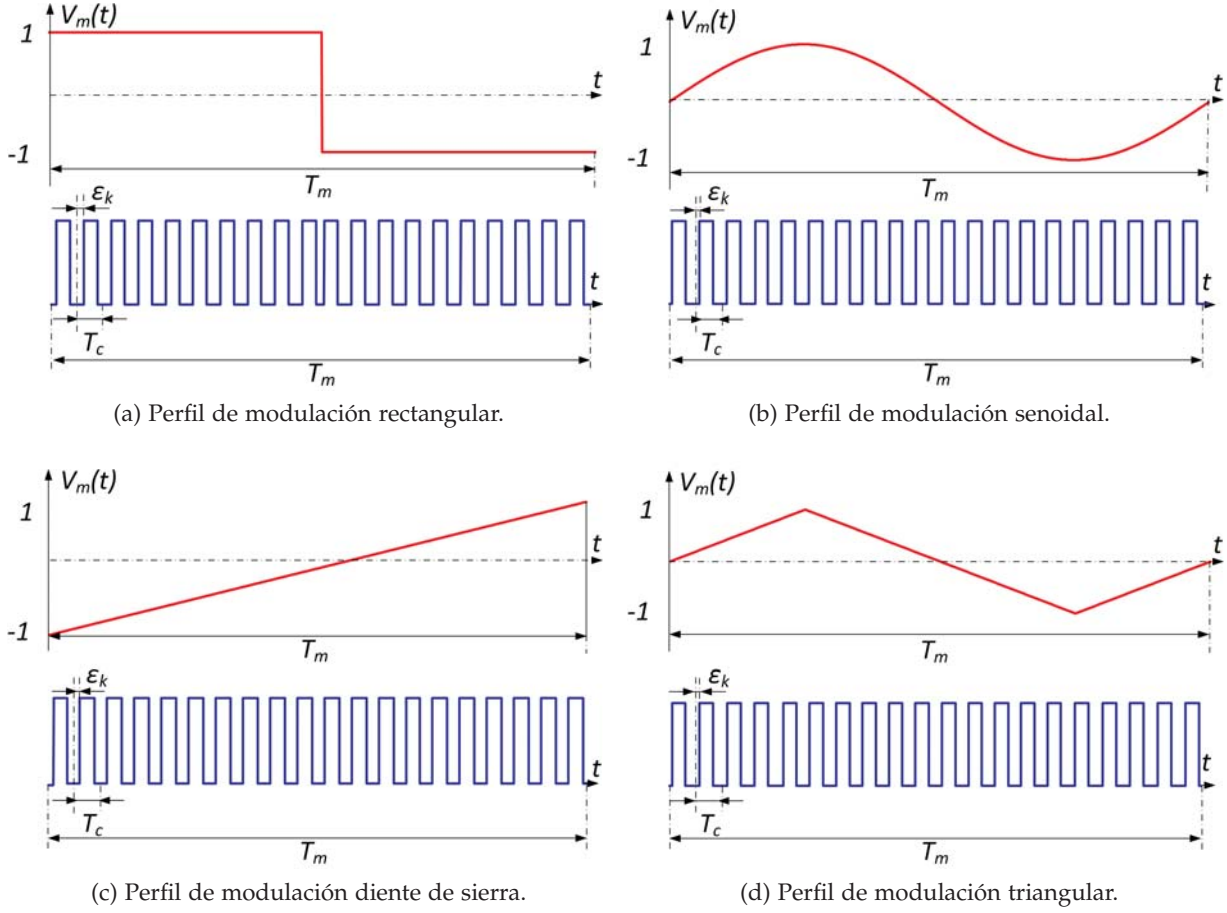 V_m(t)
1
t
-1
T_m
ε_k
t
T_c
T_m
(a) Perfil de modulación rectangular.
V_m(t)
1
t
-1
T_m
ε_k
t
T_c
T_m
(b) Perfil de modulación senoidal.
V_m(t)
1
t
-1
T_m
ε_k
t
T_c
T_m
(c) Perfil de modulación diente de sierra.
V_m(t)
1
t
-1
T_m
ε_k
t
T_c
T_m
(d) Perfil de modulación triangular.